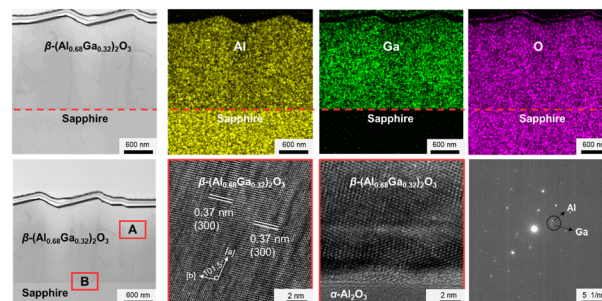 β-(Al0.68Ga0.32)2O3
Sapphire
600 nm
Al
Sapphire
600 nm
Ga
Sapphire
600 nm
O
Sapphire
600 nm
β-(Al0.68Ga0.32)2O3
A
B
Sapphire
600 nm
β-(Al0.68Ga0.32)2O3
0.37 nm
(300)
0.37 nm
(300)
[b]
2 nm
β-(Al0.68Ga0.32)2O3
α-Al2O3
2 nm
Al
Ga